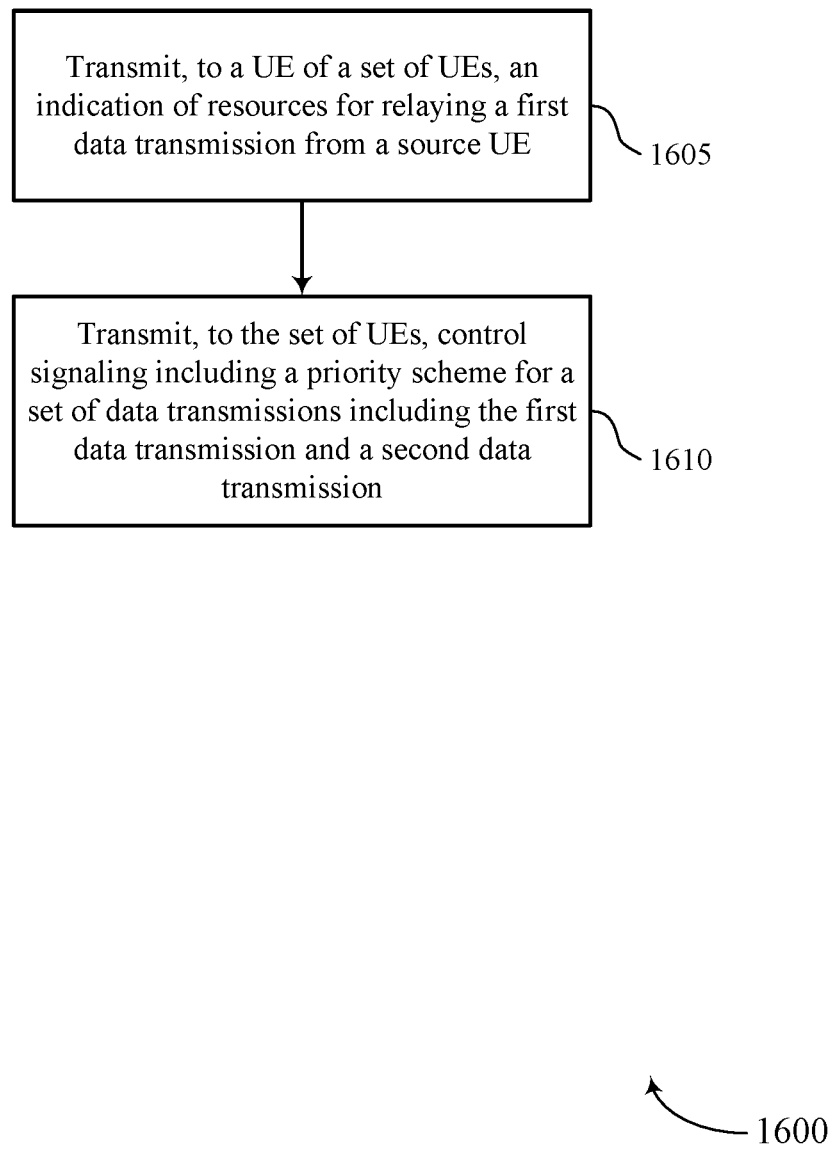 Transmit, to a UE of a set of UEs, an
indication of resources for relaying a first
data transmission from a source UE
1605
Transmit, to the set of UEs, control
signaling including a priority scheme for a
set of data transmissions including the first
data transmission and a second data
transmission
1610
1600